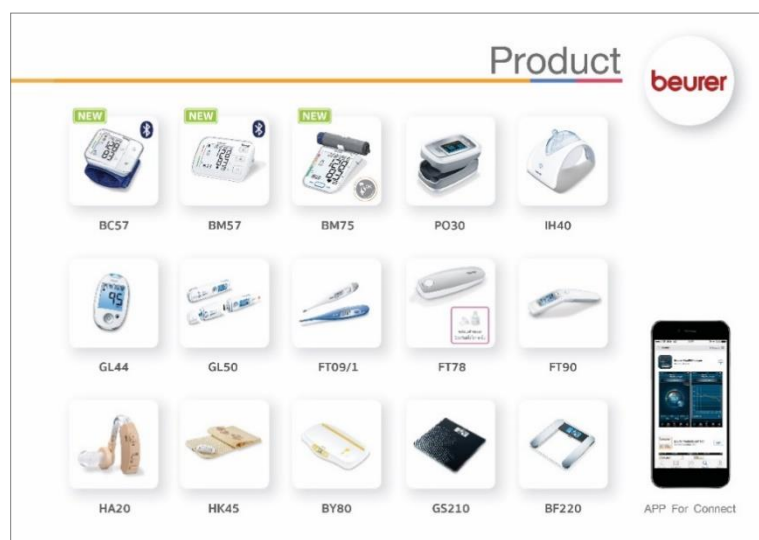 Product
beurer
NEW
NEW
NEW
BC57
BM57
BM75
PO30
IH40
95
GL44
GL50
FT09/1
FT78
FT90
HA20
HK45
BY80
GS210
BF220
APP For Connect